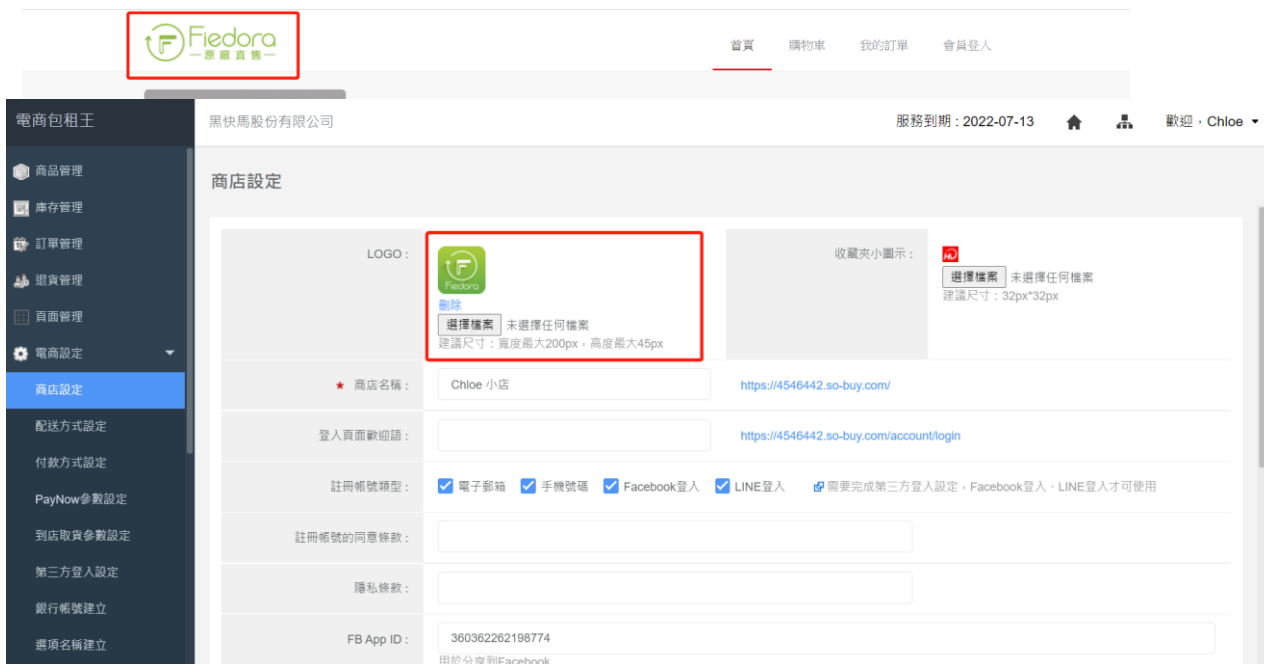 Fiedora
原廠直售
首頁 購物車 我的訂單 會員登入
電商包租王 黑快馬股份有限公司 服務到期 : 2022-07-13 歡迎，Chloe
商品管理
庫存管理
訂單管理
退貨管理
頁面管理
電商設定
商店設定
配送方式設定
付款方式設定
PayNow參數設定
到店取貨參數設定
第三方登入設定
銀行帳號建立
選項名稱建立
商店設定
LOGO :
Fiedora
刪除
選擇檔案 未選擇任何檔案
建議尺寸：寬度最大200px，高度最大45px
收藏夾小圖示 :
選擇檔案 未選擇任何檔案
建議尺寸：32px*32px
★ 商店名稱 : Chloe 小店 https://4546442.so-buy.com/
登入頁面歡迎語 : https://4546442.so-buy.com/account/login
註冊帳號類型 : 電子郵箱 手機號碼 Facebook登入 LINE登入 需要完成第三方登入設定，Facebook登入、LINE登入才可使用
註冊帳號的同意條款 :
隱私條款 :
FB App ID : 360362262198774
用於分享到Facebook